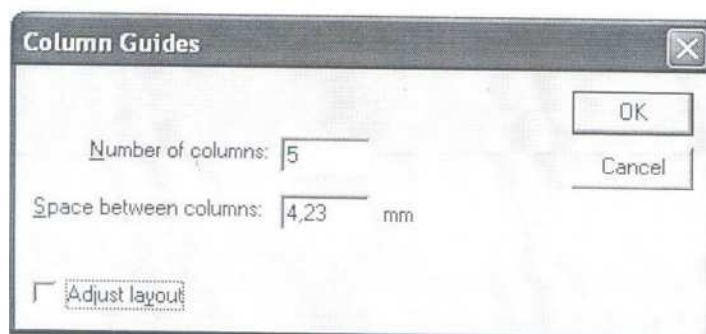 Column Guides
OK
Number of columns: 5
Cancel
Space between columns: 4,23 mm
Adjust layout